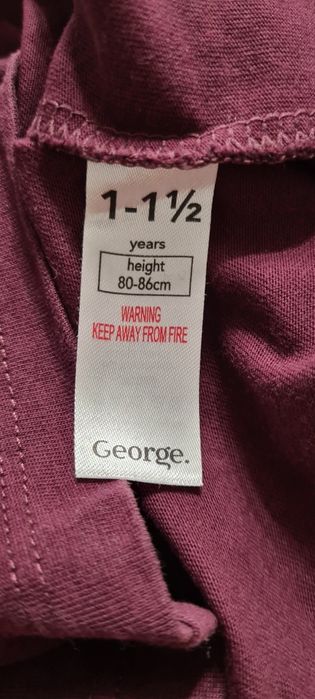 1-1½
years
height
80-86cm
WARNING
KEEP AWAY FROM FIRE
George.